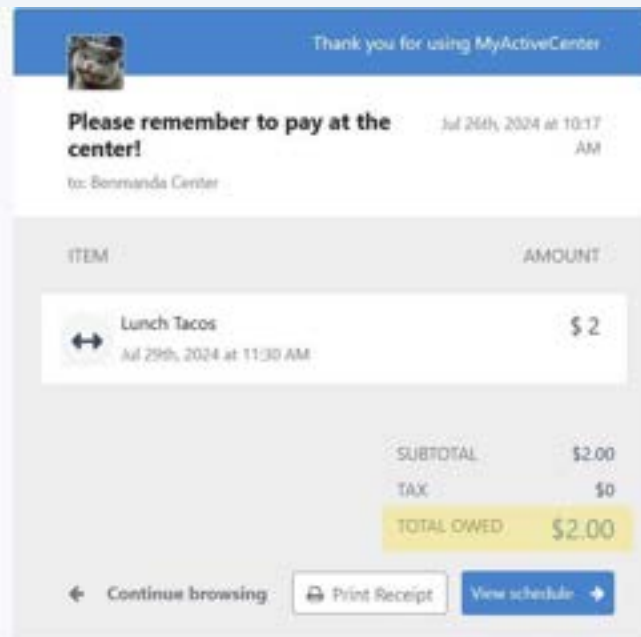 Thank you for using MyActiveCenter
Please remember to pay at the
center!
Jul 26th, 2024 at 10:17
AM
to: Benmanda Center
ITEM AMOUNT
Lunch Tacos $ 2
Jul 29th, 2024 at 11:30 AM
SUBTOTAL $2.00
TAX $0
TOTAL OWED $2.00
Continue browsing Print Receipt View schedule